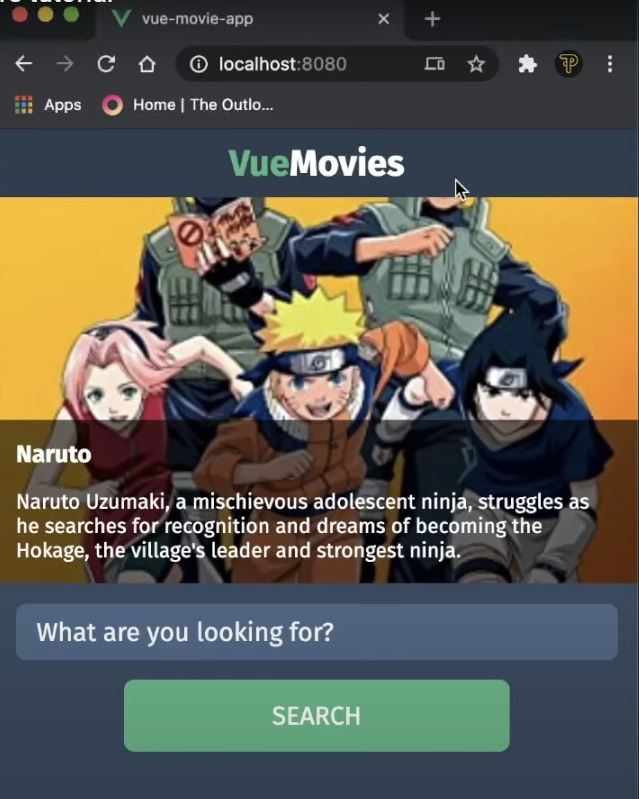 vue-movie-app
localhost:8080
Apps
Home | The Outlo...
VueMovies
Naruto
Naruto Uzumaki, a mischievous adolescent ninja, struggles as
he searches for recognition and dreams of becoming the
Hokage, the village's leader and strongest ninja.
What are you looking for?
SEARCH